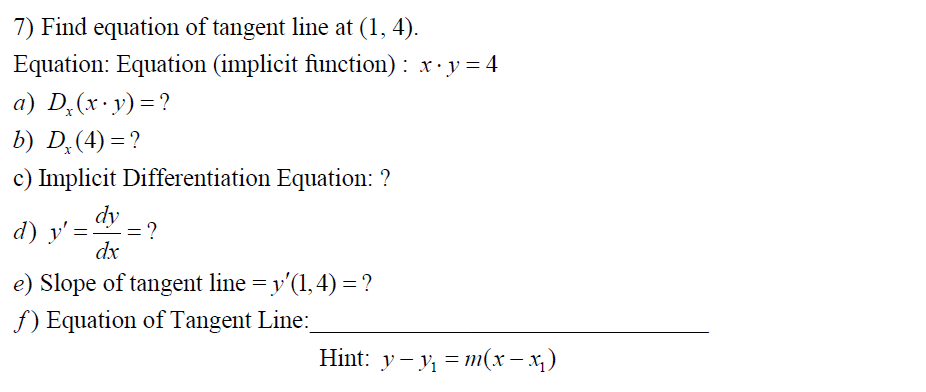 7) Find equation of tangent line at (1, 4).
Equation: Equation (implicit function) : x · y = 4
a) Dₓ(x · y) = ?
b) Dₓ(4) = ?
c) Implicit Differentiation Equation: ?
d) y′ = dy/dx = ?
e) Slope of tangent line = y′(1, 4) = ?
f) Equation of Tangent Line:____________________
Hint: y − y₁ = m(x − x₁)